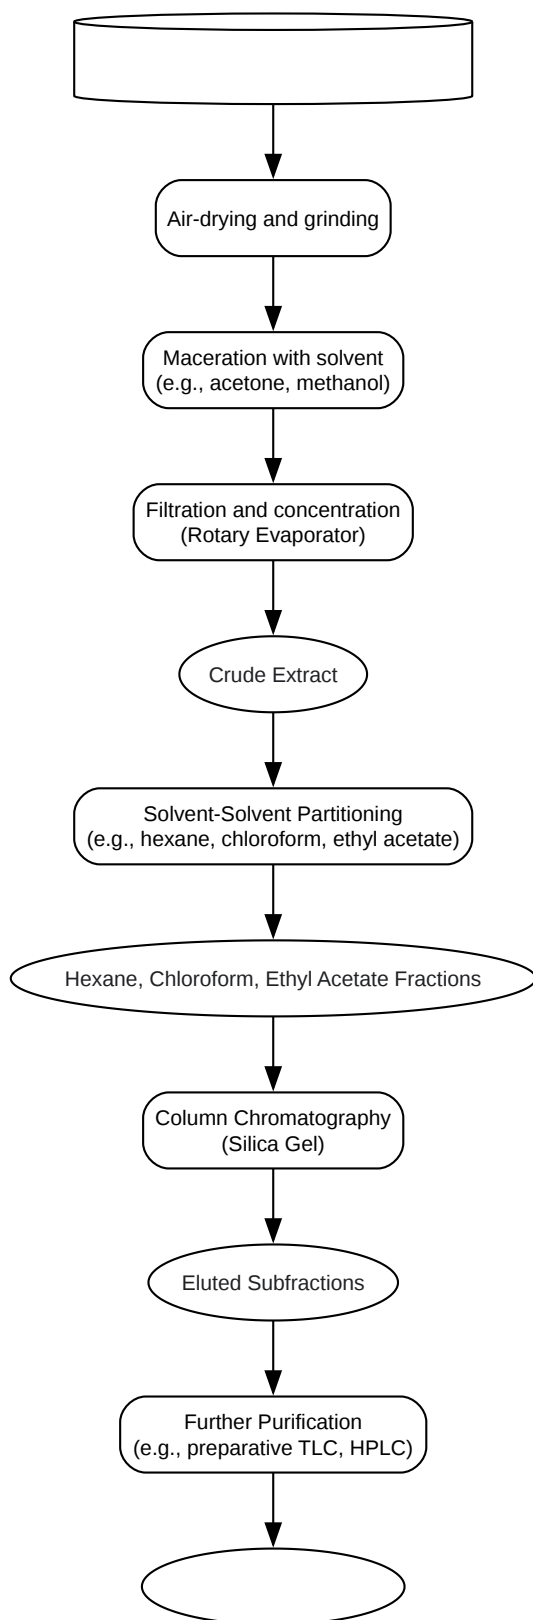 Air-drying and grinding
Maceration with solvent
(e.g., acetone, methanol)
Filtration and concentration
(Rotary Evaporator)
Crude Extract
Solvent-Solvent Partitioning
(e.g., hexane, chloroform, ethyl acetate)
Hexane, Chloroform, Ethyl Acetate Fractions
Column Chromatography
(Silica Gel)
Eluted Subfractions
Further Purification
(e.g., preparative TLC, HPLC)